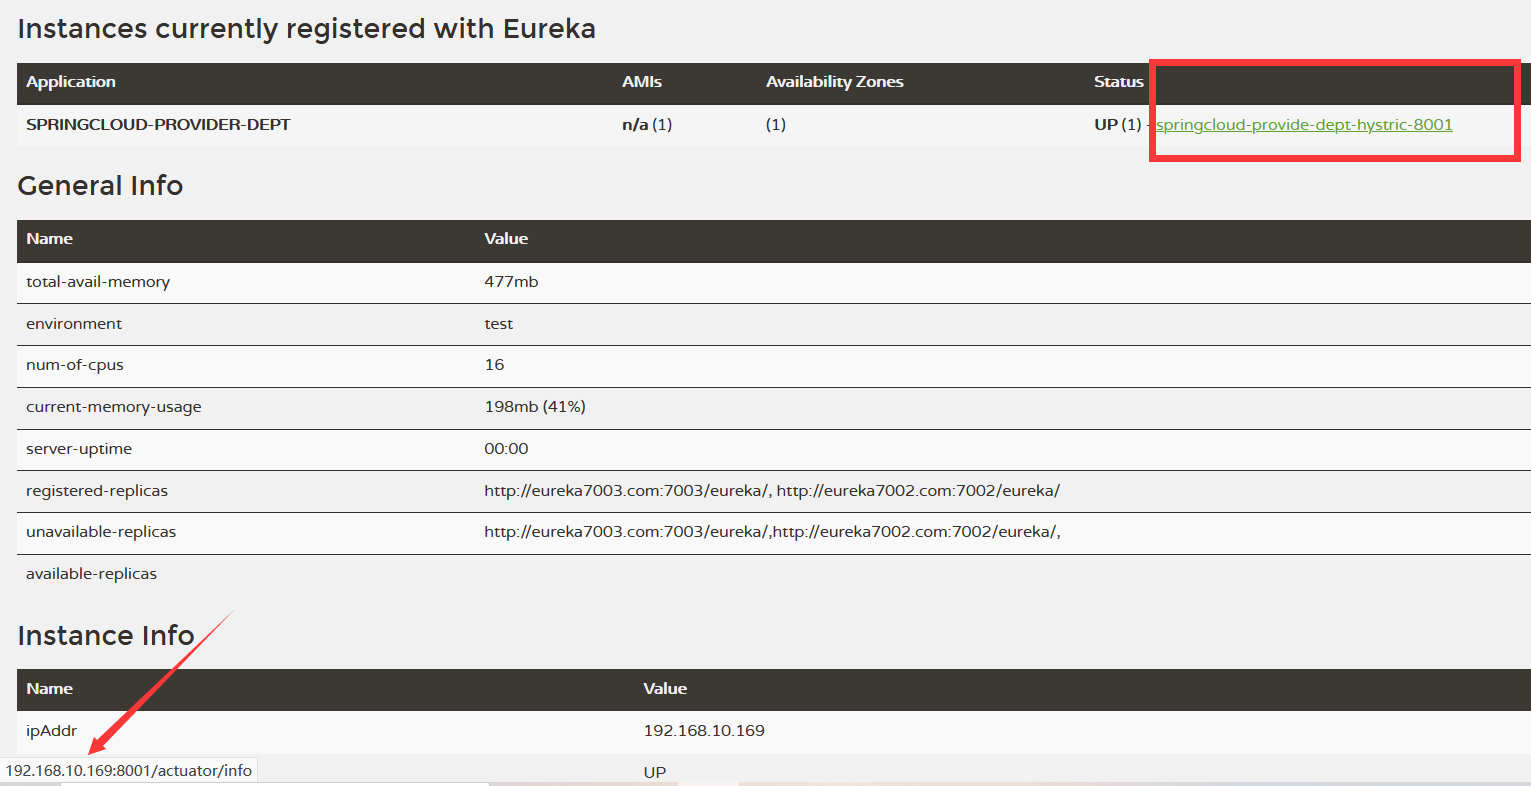 Instances currently registered with Eureka
Application AMIs Availability Zones Status
SPRINGCLOUD-PROVIDER-DEPT n/a (1) (1) UP (1) - springcloud-provide-dept-hystric-8001
General Info
Name Value
total-avail-memory 477mb
environment test
num-of-cpus 16
current-memory-usage 198mb (41%)
server-uptime 00:00
registered-replicas http://eureka7003.com:7003/eureka/, http://eureka7002.com:7002/eureka/
unavailable-replicas http://eureka7003.com:7003/eureka/,http://eureka7002.com:7002/eureka/,
available-replicas
Instance Info
Name Value
ipAddr 192.168.10.169
192.168.10.169:8001/actuator/info UP